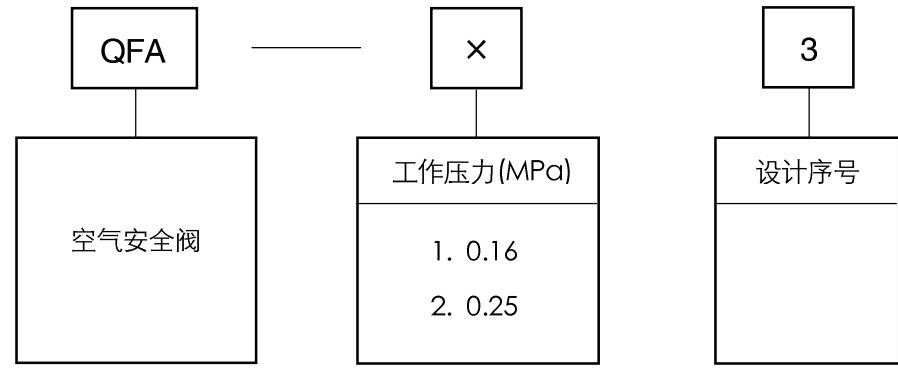 QFA — × 3
空气安全阀
工作压力(MPa)
1. 0.16
2. 0.25
设计序号